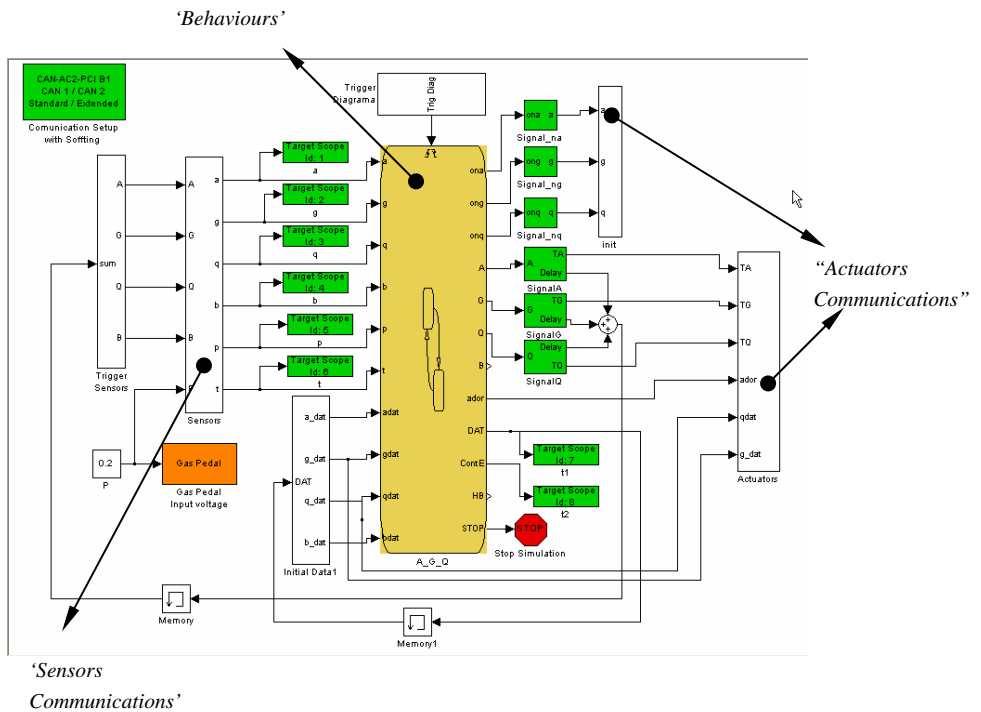 ‘Behaviours’
CAN-AC2-PCI B1
CAN 1 / CAN 2
Standard / Extended
Comunication Setup
with Soffting
Trigger
Diagrama
Trig Diag
A
G
sum
Q
B
Trigger
Sensors
A
G
Q
B
P
a
g
q
b
p
t
Sensors
Target Scope
Id: 1
a
Target Scope
Id: 2
g
Target Scope
Id: 3
q
Target Scope
Id: 4
b
Target Scope
Id: 5
p
Target Scope
Id: 6
t
a
g
q
b
p
t
adat
gdat
qdat
bdat
ona
ong
onq
A
G
Q
B
ador
DAT
ContE
HB
STOP
A_G_Q
ona a
Signal_na
ong g
Signal_ng
onq q
Signal_nq
a
g
q
init
A
TA
Delay
SignalA
G
TG
Delay
SignalG
Q
Delay
TQ
SignalQ
+
+
+
TA
TG
TQ
ador
qdat
g_dat
Actuators
“Actuators
Communications”
0.2
P
Gas Pedal
Gas Pedal
Input voltage
DAT
a_dat
g_dat
q_dat
b_dat
Initial Data1
Target Scope
Id: 7
t1
Target Scope
Id: 8
t2
STOP
Stop Simulation
Memory
Memory1
‘Sensors
Communications’